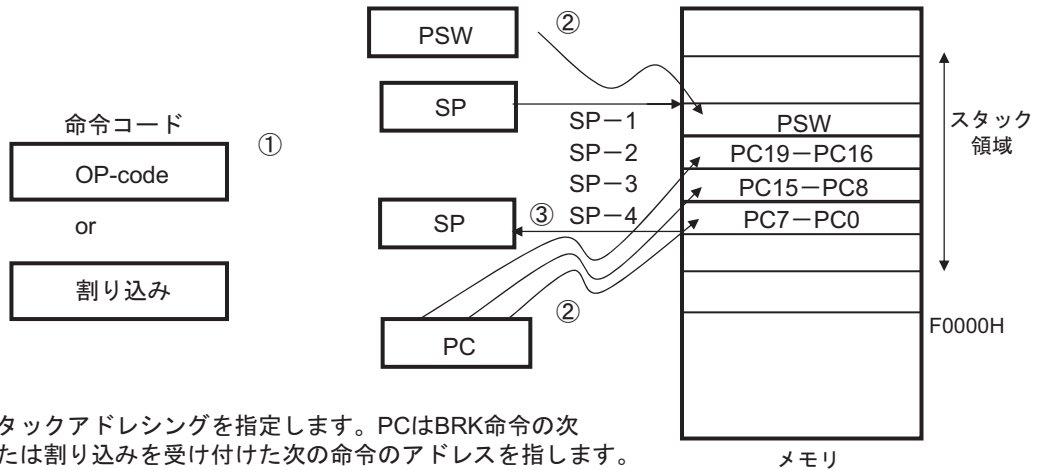 PSW
②
SP
命令コード
①
OP-code
or
割り込み
SP－1
SP－2
SP－3
SP－4
PSW
PC19－PC16
PC15－PC8
PC7－PC0
スタック
領域
SP
③
②
PC
F0000H
タックアドレシングを指定します。PCはBRK命令の次
たは割り込みを受け付けた次の命令のアドレスを指します。
メモリ